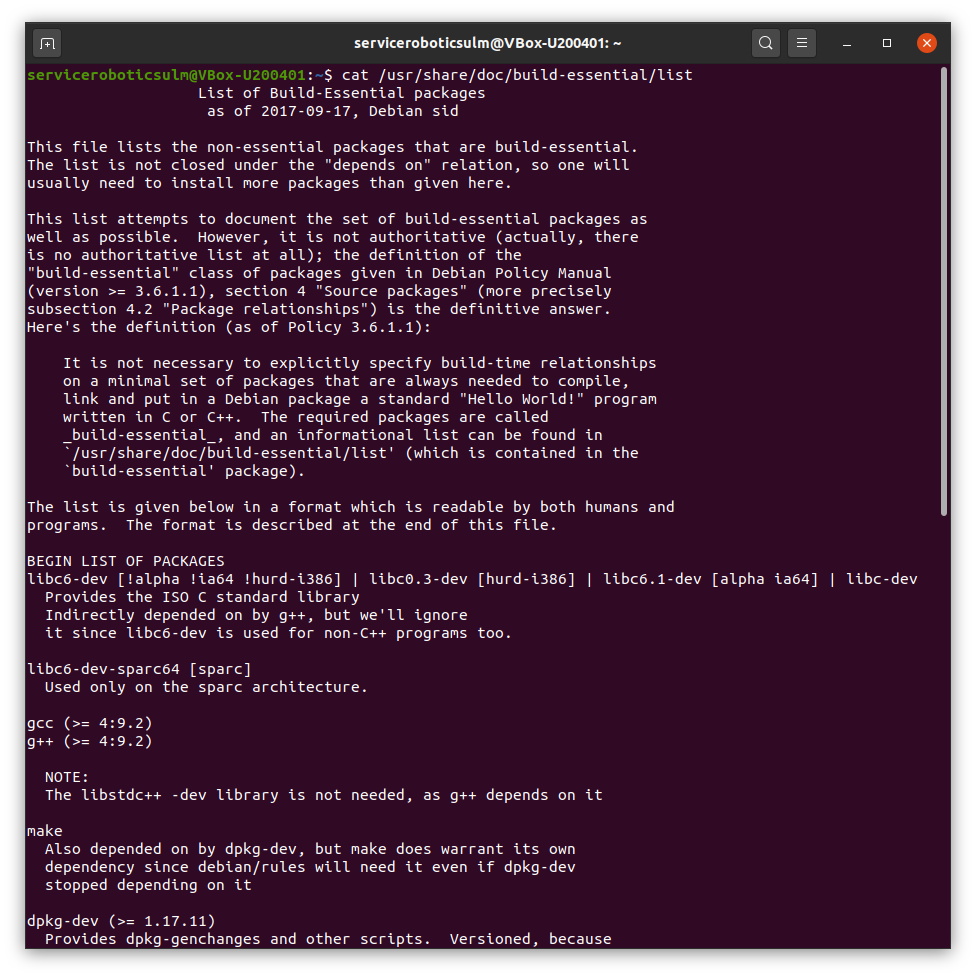 serviceroboticsulm@VBox-U200401: ~
serviceroboticsulm@VBox-U200401:~$ cat /usr/share/doc/build-essential/list
                   List of Build-Essential packages
                    as of 2017-09-17, Debian sid

This file lists the non-essential packages that are build-essential.
The list is not closed under the "depends on" relation, so one will
usually need to install more packages than given here.

This list attempts to document the set of build-essential packages as
well as possible.  However, it is not authoritative (actually, there
is no authoritative list at all); the definition of the
"build-essential" class of packages given in Debian Policy Manual
(version >= 3.6.1.1), section 4 "Source packages" (more precisely
subsection 4.2 "Package relationships") is the definitive answer.
Here's the definition (as of Policy 3.6.1.1):

    It is not necessary to explicitly specify build-time relationships
    on a minimal set of packages that are always needed to compile,
    link and put in a Debian package a standard "Hello World!" program
    written in C or C++.  The required packages are called
    _build-essential_, and an informational list can be found in
    `/usr/share/doc/build-essential/list' (which is contained in the
    `build-essential' package).

The list is given below in a format which is readable by both humans and
programs.  The format is described at the end of this file.

BEGIN LIST OF PACKAGES
libc6-dev [!alpha !ia64 !hurd-i386] | libc0.3-dev [hurd-i386] | libc6.1-dev [alpha ia64] | libc-dev
  Provides the ISO C standard library
  Indirectly depended on by g++, but we'll ignore
  it since libc6-dev is used for non-C++ programs too.

libc6-dev-sparc64 [sparc]
  Used only on the sparc architecture.

gcc (>= 4:9.2)
g++ (>= 4:9.2)

  NOTE:
  The libstdc++ -dev library is not needed, as g++ depends on it

make
  Also depended on by dpkg-dev, but make does warrant its own
  dependency since debian/rules will need it even if dpkg-dev
  stopped depending on it

dpkg-dev (>= 1.17.11)
  Provides dpkg-genchanges and other scripts.  Versioned, because